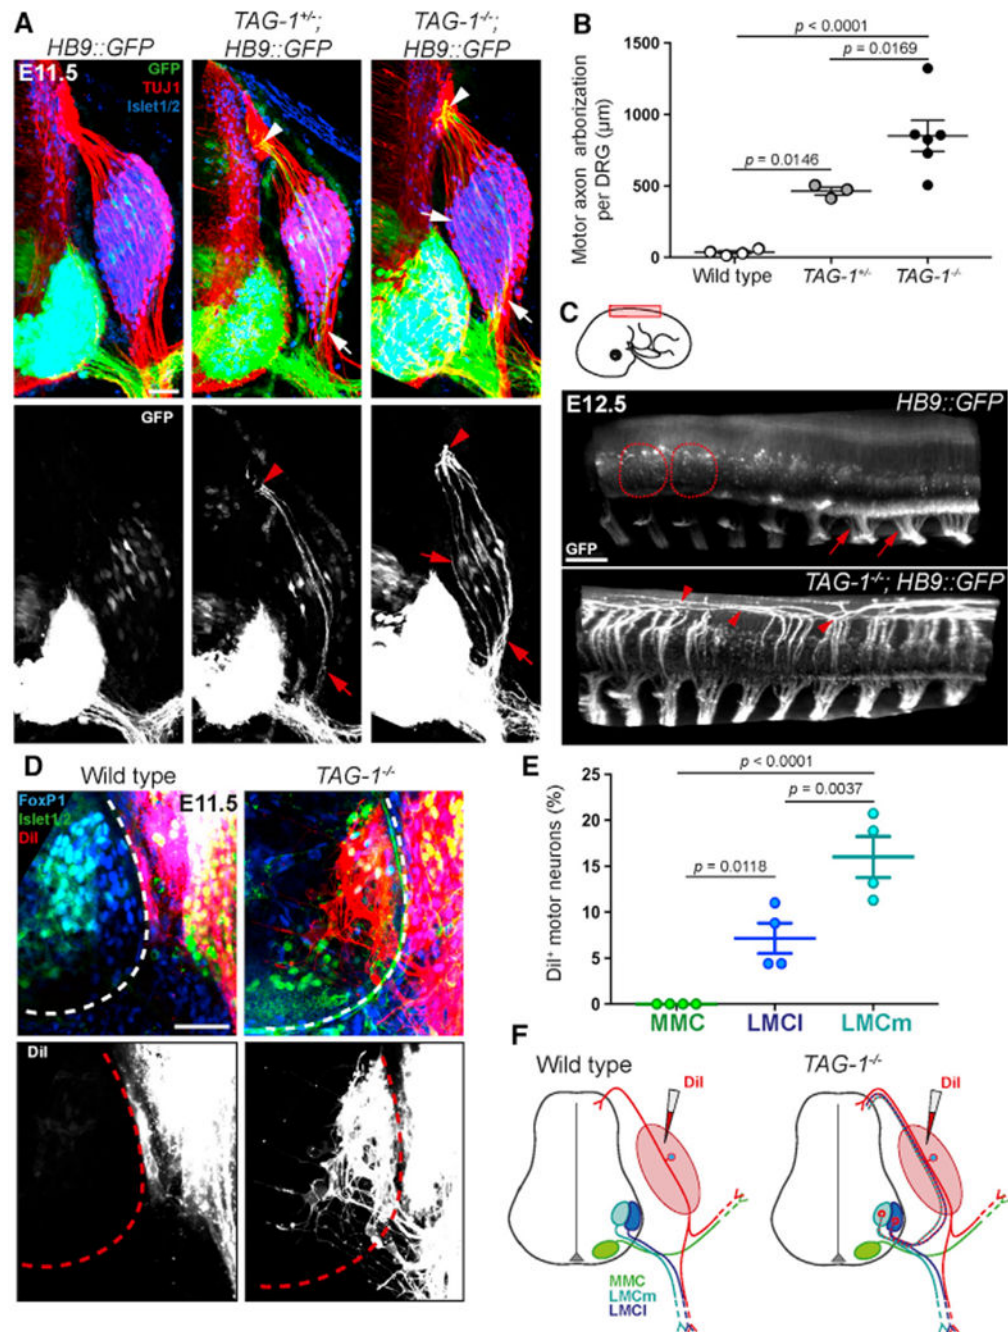 A
HB9::GFP
TAG-1+/-;
HB9::GFP
TAG-1-/-;
HB9::GFP
E11.5
GFP
TUJ1
Islet1/2
GFP
B
Motor axon arborization
per DRG (µm)
1500
1000
500
0
p < 0.0001
p = 0.0169
p = 0.0146
Wild type
TAG-1+/-
TAG-1-/-
C
E12.5
HB9::GFP
GFP
TAG-1-/-; HB9::GFP
D
Wild type
TAG-1-/-
FoxP1
Islet1/2
DiI
E11.5
DiI
E
DiI+ motor neurons (%)
25
20
15
10
5
0
p < 0.0001
p = 0.0037
p = 0.0118
MMC
LMCl
LMCm
F
Wild type
TAG-1-/-
DiI
DiI
MMC
LMCm
LMCl